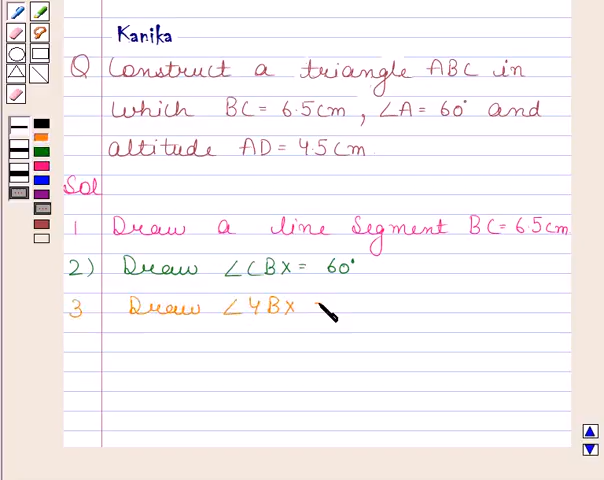 Kanika
Q Construct a triangle ABC in
which BC = 6.5cm, ∠A = 60° and
altitude AD = 4.5cm
Sol
1 Draw a line segment BC = 6.5cm
2) Draw ∠CBX = 60°
3 Draw ∠YBX